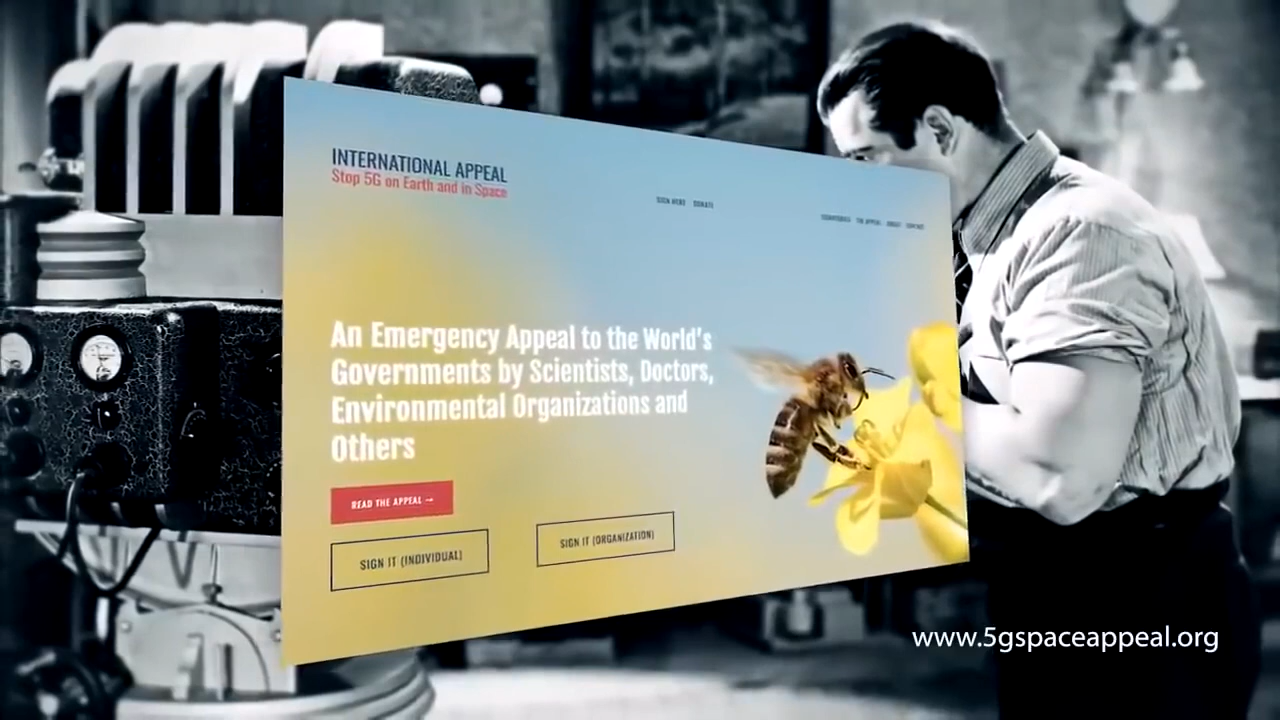 INTERNATIONAL APPEAL
Stop 5G on Earth and in Space
SIGN HERE DONATE
SIGNATORIES THE APPEAL ABOUT CONTACT
An Emergency Appeal to the World's
Governments by Scientists, Doctors,
Environmental Organizations and
Others
READ THE APPEAL →
SIGN IT (INDIVIDUAL)
SIGN IT (ORGANIZATION)
www.5gspaceappeal.org